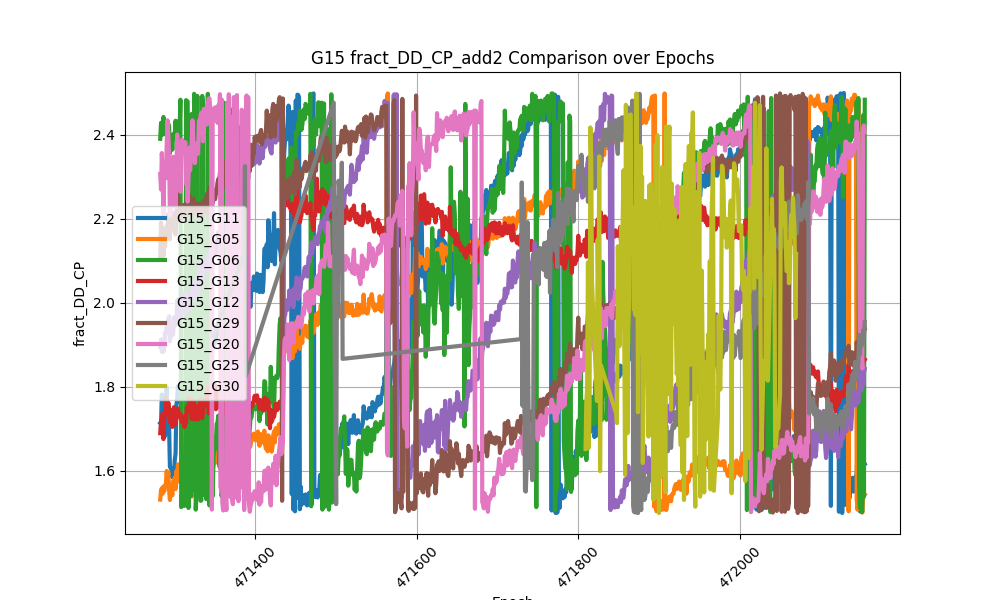 G15 fract_DD_CP_add2 Comparison over Epochs
fract_DD_CP
2.4
2.2
2.0
1.8
1.6
G15_G11
G15_G05
G15_G06
G15_G13
G15_G12
G15_G29
G15_G20
G15_G25
G15_G30
471400
471600
471800
472000
Epoch